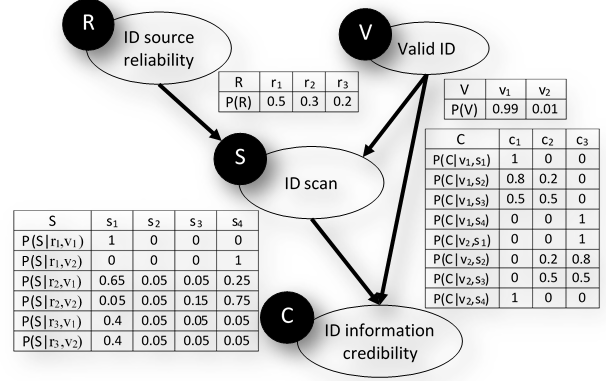 R
ID source
reliability
V
Valid ID
R r₁ r₂ r₃
P(R) 0.5 0.3 0.2
V v₁ v₂
P(V) 0.99 0.01
S
ID scan
C c₁ c₂ c₃
P(C|v₁,s₁) 1 0 0
P(C|v₁,s₂) 0.8 0.2 0
P(C|v₁,s₃) 0.5 0.5 0
P(C|v₁,s₄) 0 0 1
P(C|v₂,s₁) 0 0 1
P(C|v₂,s₂) 0 0.2 0.8
P(C|v₂,s₃) 0 0.5 0.5
P(C|v₂,s₄) 1 0 0
S s₁ s₂ s₃ s₄
P(S|r₁,v₁) 1 0 0 0
P(S|r₁,v₂) 0 0 0 1
P(S|r₂,v₁) 0.65 0.05 0.05 0.25
P(S|r₂,v₂) 0.05 0.05 0.15 0.75
P(S|r₃,v₁) 0.4 0.05 0.05 0.05
P(S|r₃,v₂) 0.4 0.05 0.05 0.05
C
ID information
credibility